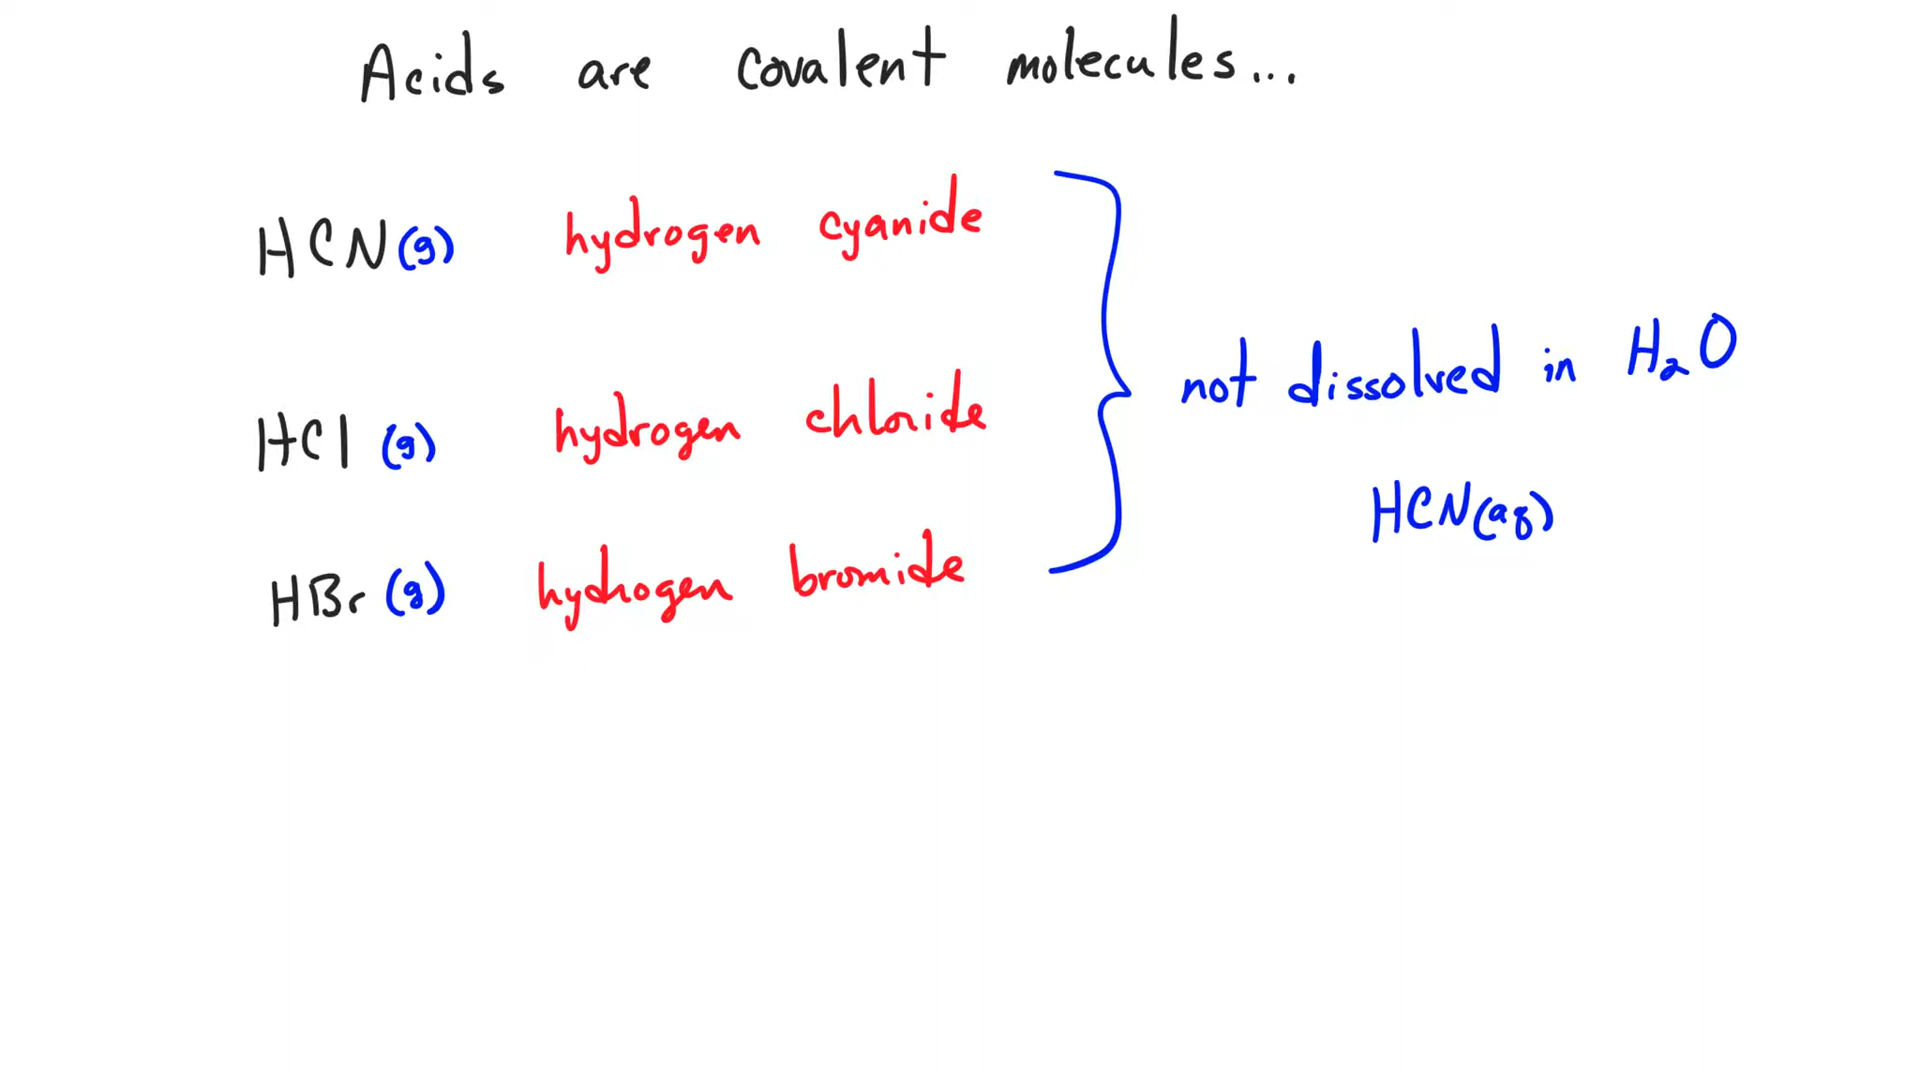 Acids are covalent molecules...
HCN(g) hydrogen cyanide
not dissolved in H₂O
HCl (g) hydrogen chloride
HCN(aq)
HBr (g) hydrogen bromide